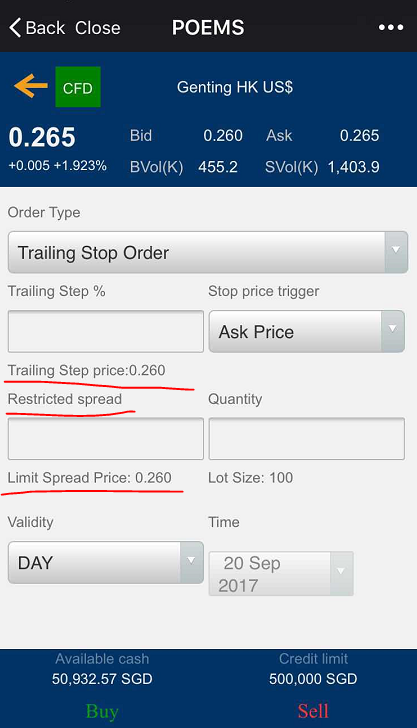 Back Close POEMS
CFD Genting HK US$
0.265 Bid 0.260 Ask 0.265
+0.005 +1.923% BVol(K) 455.2 SVol(K) 1,403.9
Order Type
Trailing Stop Order
Trailing Step % Stop price trigger
Ask Price
Trailing Step price:0.260
Restricted spread Quantity
Limit Spread Price: 0.260 Lot Size: 100
Validity Time
DAY 20 Sep
2017
Available cash Credit limit
50,932.57 SGD 500,000 SGD
Buy Sell